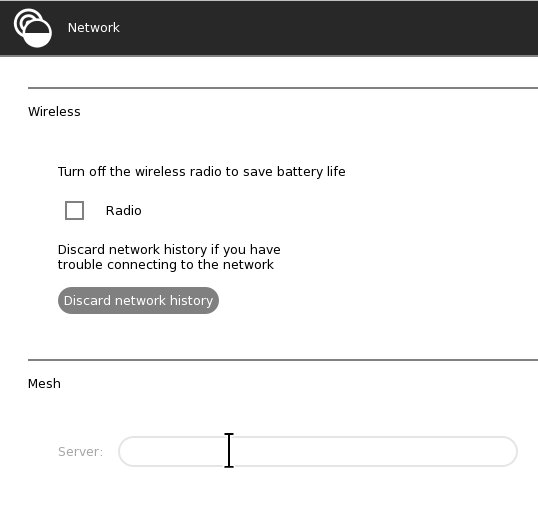 Network
Wireless
Turn off the wireless radio to save battery life
Radio
Discard network history if you have
trouble connecting to the network
Discard network history
Mesh
Server: